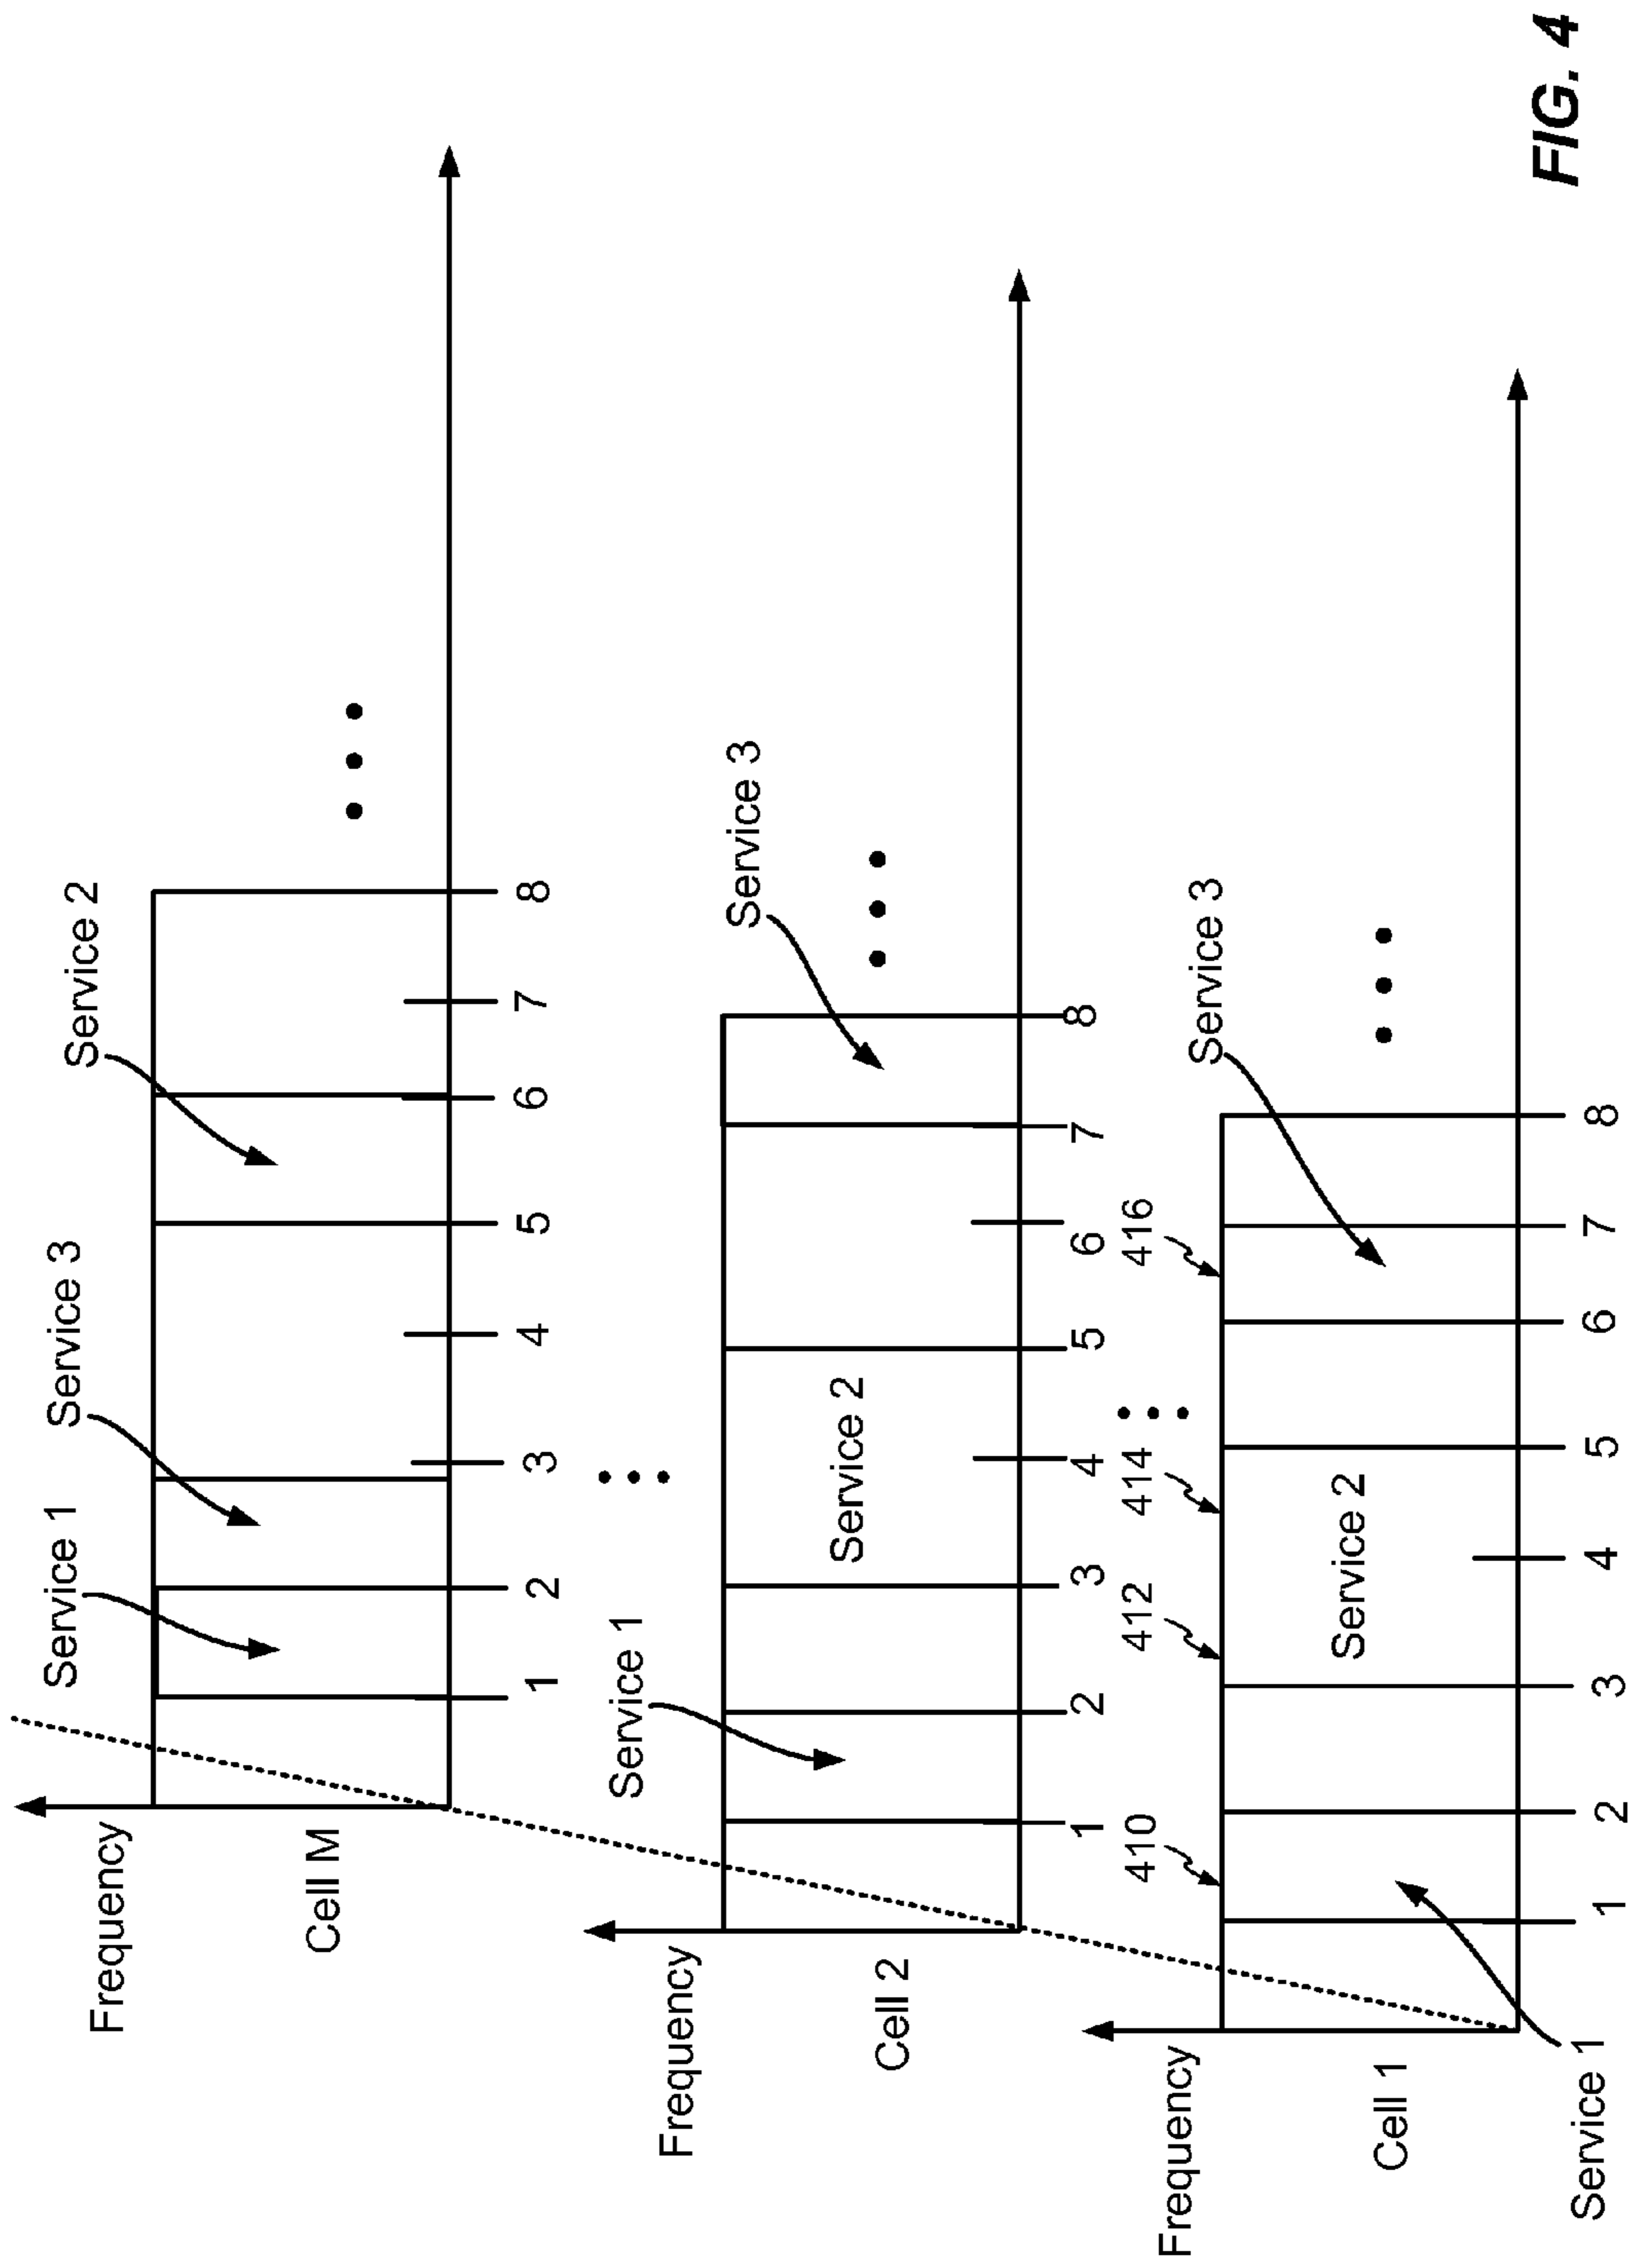 Service 1
Service 3
Service 2
Frequency
Cell M
1
2
3
4
5
6
7
8
Service 1
Service 3
Frequency
Cell 2
Service 2
1
2
3
4
5
6
7
8
410
412
414
416
Service 3
Frequency
Cell 1
Service 2
1
2
3
4
5
6
7
8
Service 1
FIG. 4